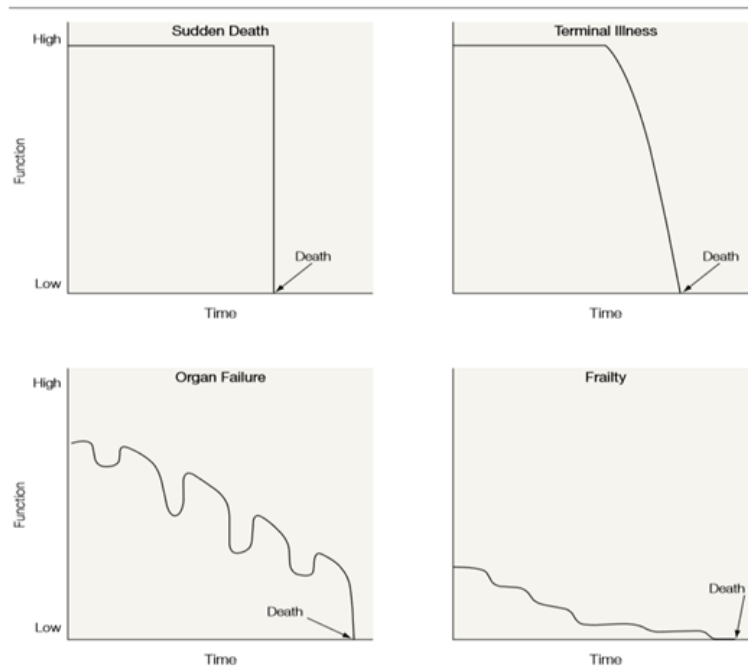 Sudden Death
High
Function
Low
Death
Time
Terminal Illness
Death
Time
Organ Failure
High
Function
Low
Death
Time
Frailty
Death
Time